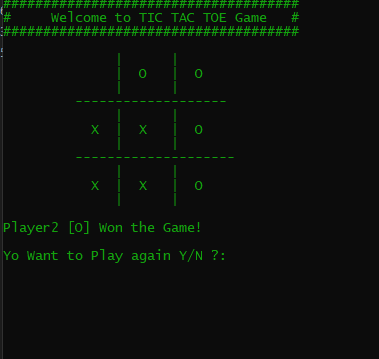 #####################################
#     Welcome to TIC TAC TOE Game   #
#####################################
|      |
|  O   |  O
|      |
-------------------
|      |
X  |  X   |  O
|      |
--------------------
|      |
X  |  X   |  O
|      |
Player2 [O] Won the Game!
Yo Want to Play again Y/N ?: